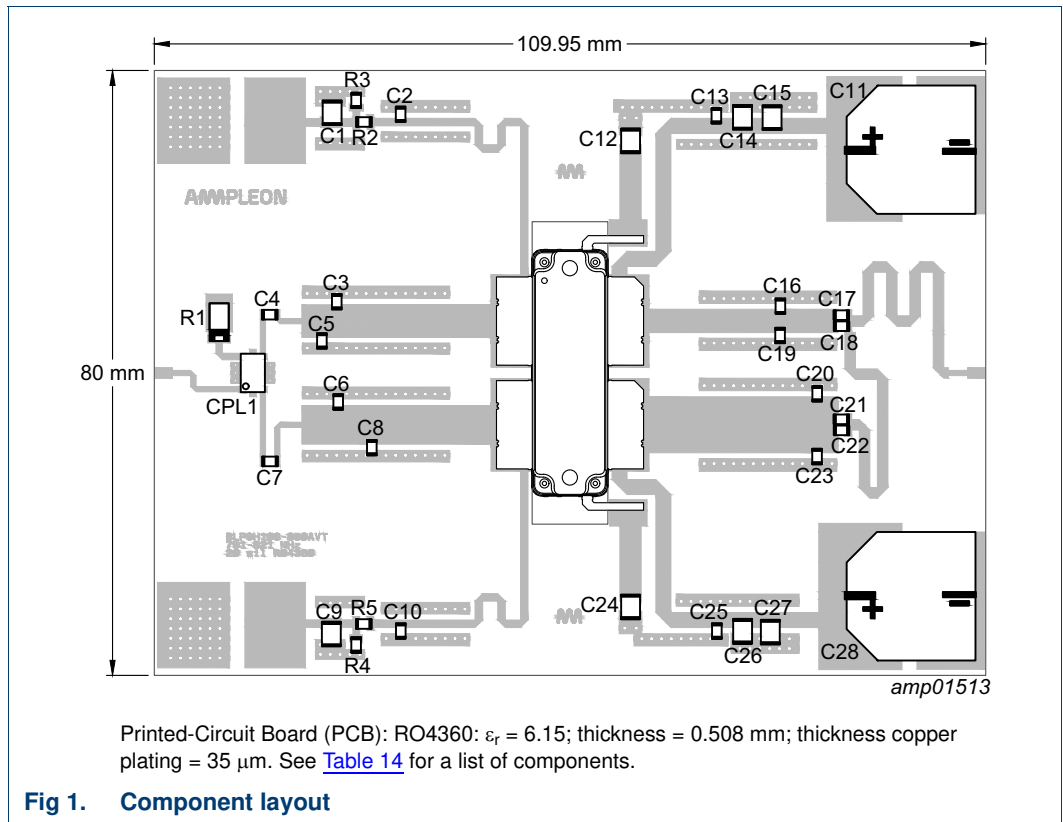 109.95 mm
R3
C2
C13
C15
C11
C1
R2
C12
C14
AMPLEON
C3
C4
R1
C5
C16
C17
C18
C19
80 mm
CPL1
C6
C20
C21
C8
C22
C7
C23
C24
C9
R5
C10
C25
C27
R4
C26
C28
amp01513
Printed-Circuit Board (PCB): RO4360: εr = 6.15; thickness = 0.508 mm; thickness copper
plating = 35 μm. See Table 14 for a list of components.
Fig 1. Component layout